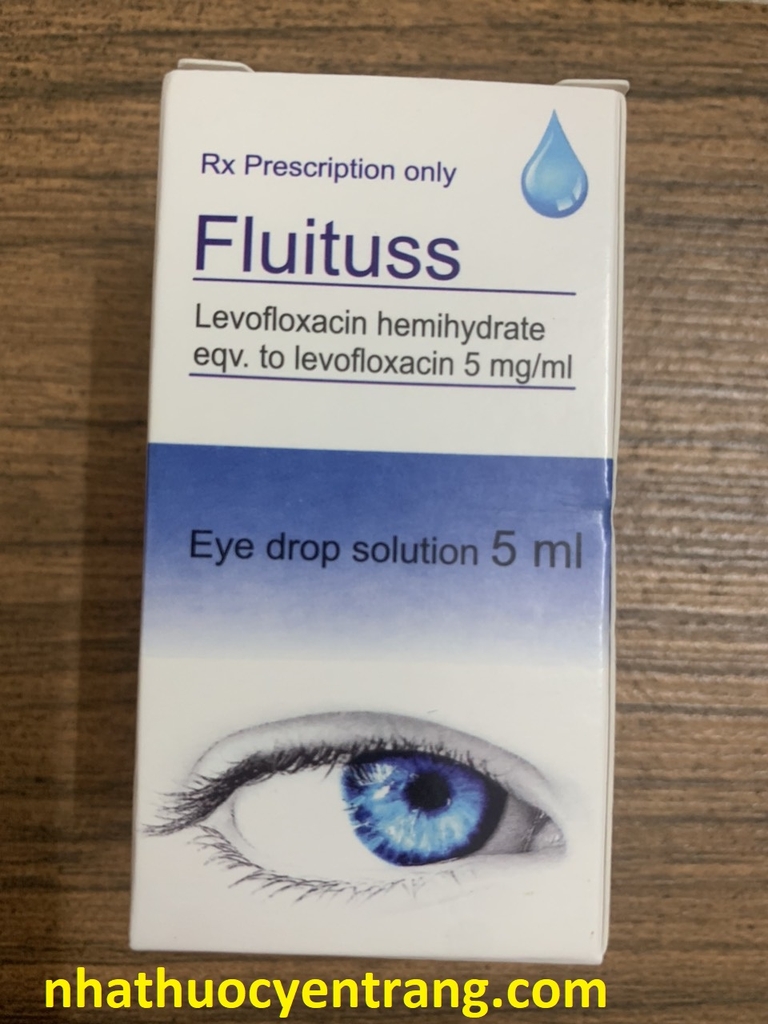 Rx Prescription only
Fluituss
Levofloxacin hemihydrate
eqv. to levofloxacin 5 mg/ml
Eye drop solution 5 ml
nhathuocyentrang.com